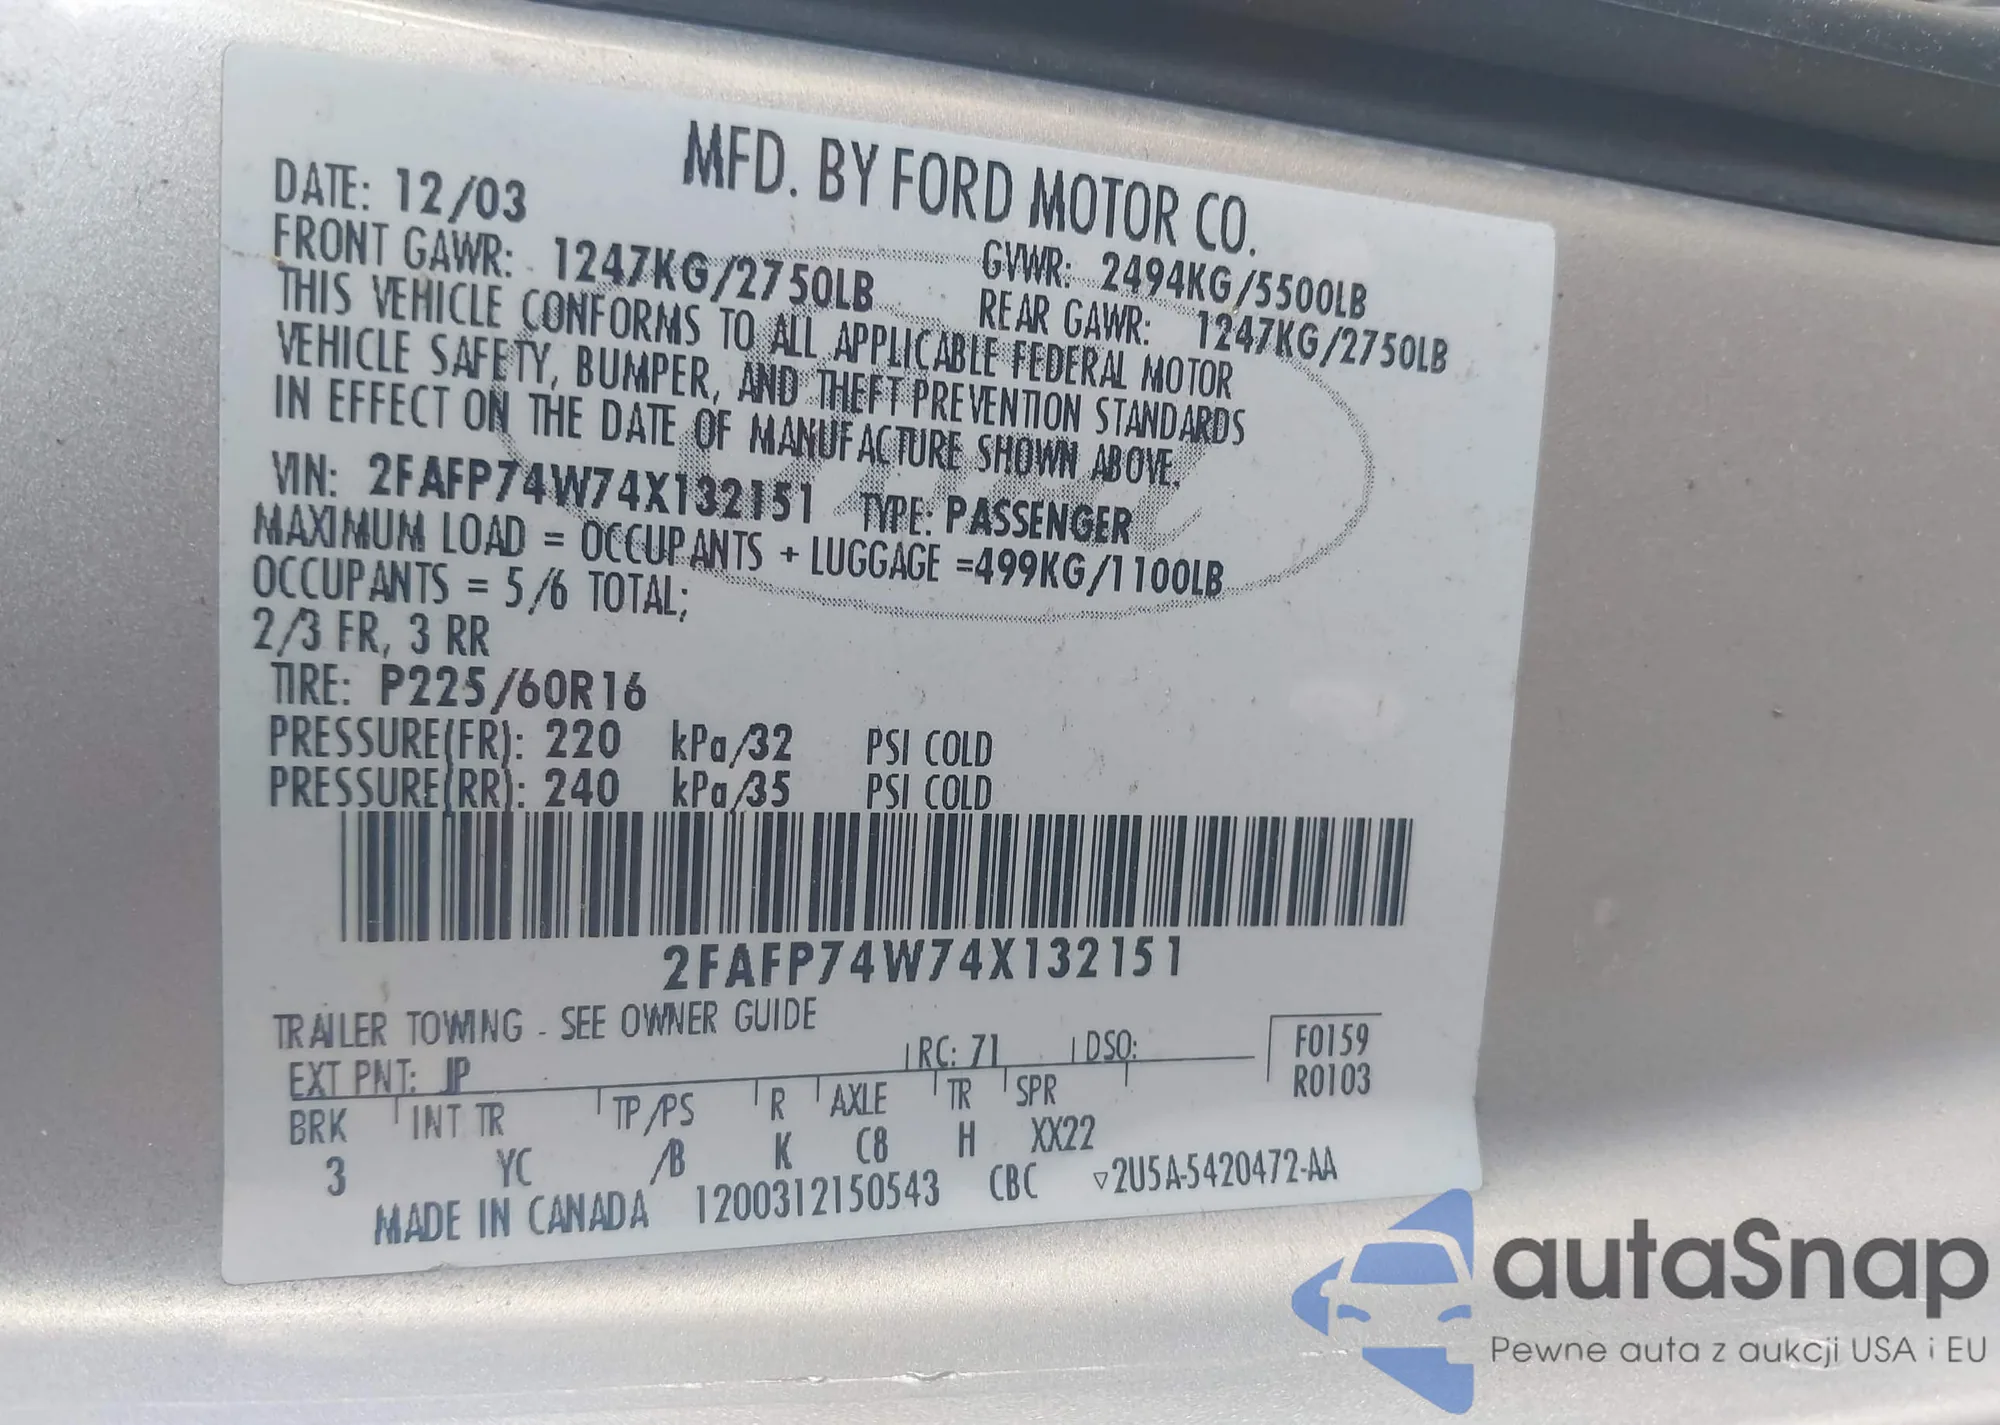 MFD. BY FORD MOTOR CO.
DATE: 12/03
GVWR: 2494KG/5500LB
FRONT GAWR: 1247KG/2750LB
REAR GAWR: 1247KG/2750LB
THIS VEHICLE CONFORMS TO ALL APPLICABLE FEDERAL MOTOR
VEHICLE SAFETY, BUMPER, AND THEFT PREVENTION STANDARDS
IN EFFECT ON THE DATE OF MANUFACTURE SHOWN ABOVE.
VIN: 2FAFP74W74X132151 TYPE: PASSENGER
MAXIMUM LOAD = OCCUPANTS + LUGGAGE =499KG/1100LB
OCCUPANTS = 5/6 TOTAL;
2/3 FR, 3 RR
TIRE: P225/60R16
PRESSURE(FR): 220 kPa/32 PSI COLD
PRESSURE(RR): 240 kPa/35 PSI COLD
2FAFP74W74X132151
TRAILER TOWING - SEE OWNER GUIDE
EXT PNT: JP RC: 71 DSO: F0159
R0103
BRK INT TR TP/PS R AXLE TR SPR
3 YC /B K C8 H XX22
MADE IN CANADA 1200312150543 CBC ▽2U5A-5420472-AA
autaSnap
Pewne auta z aukcji USA i EU